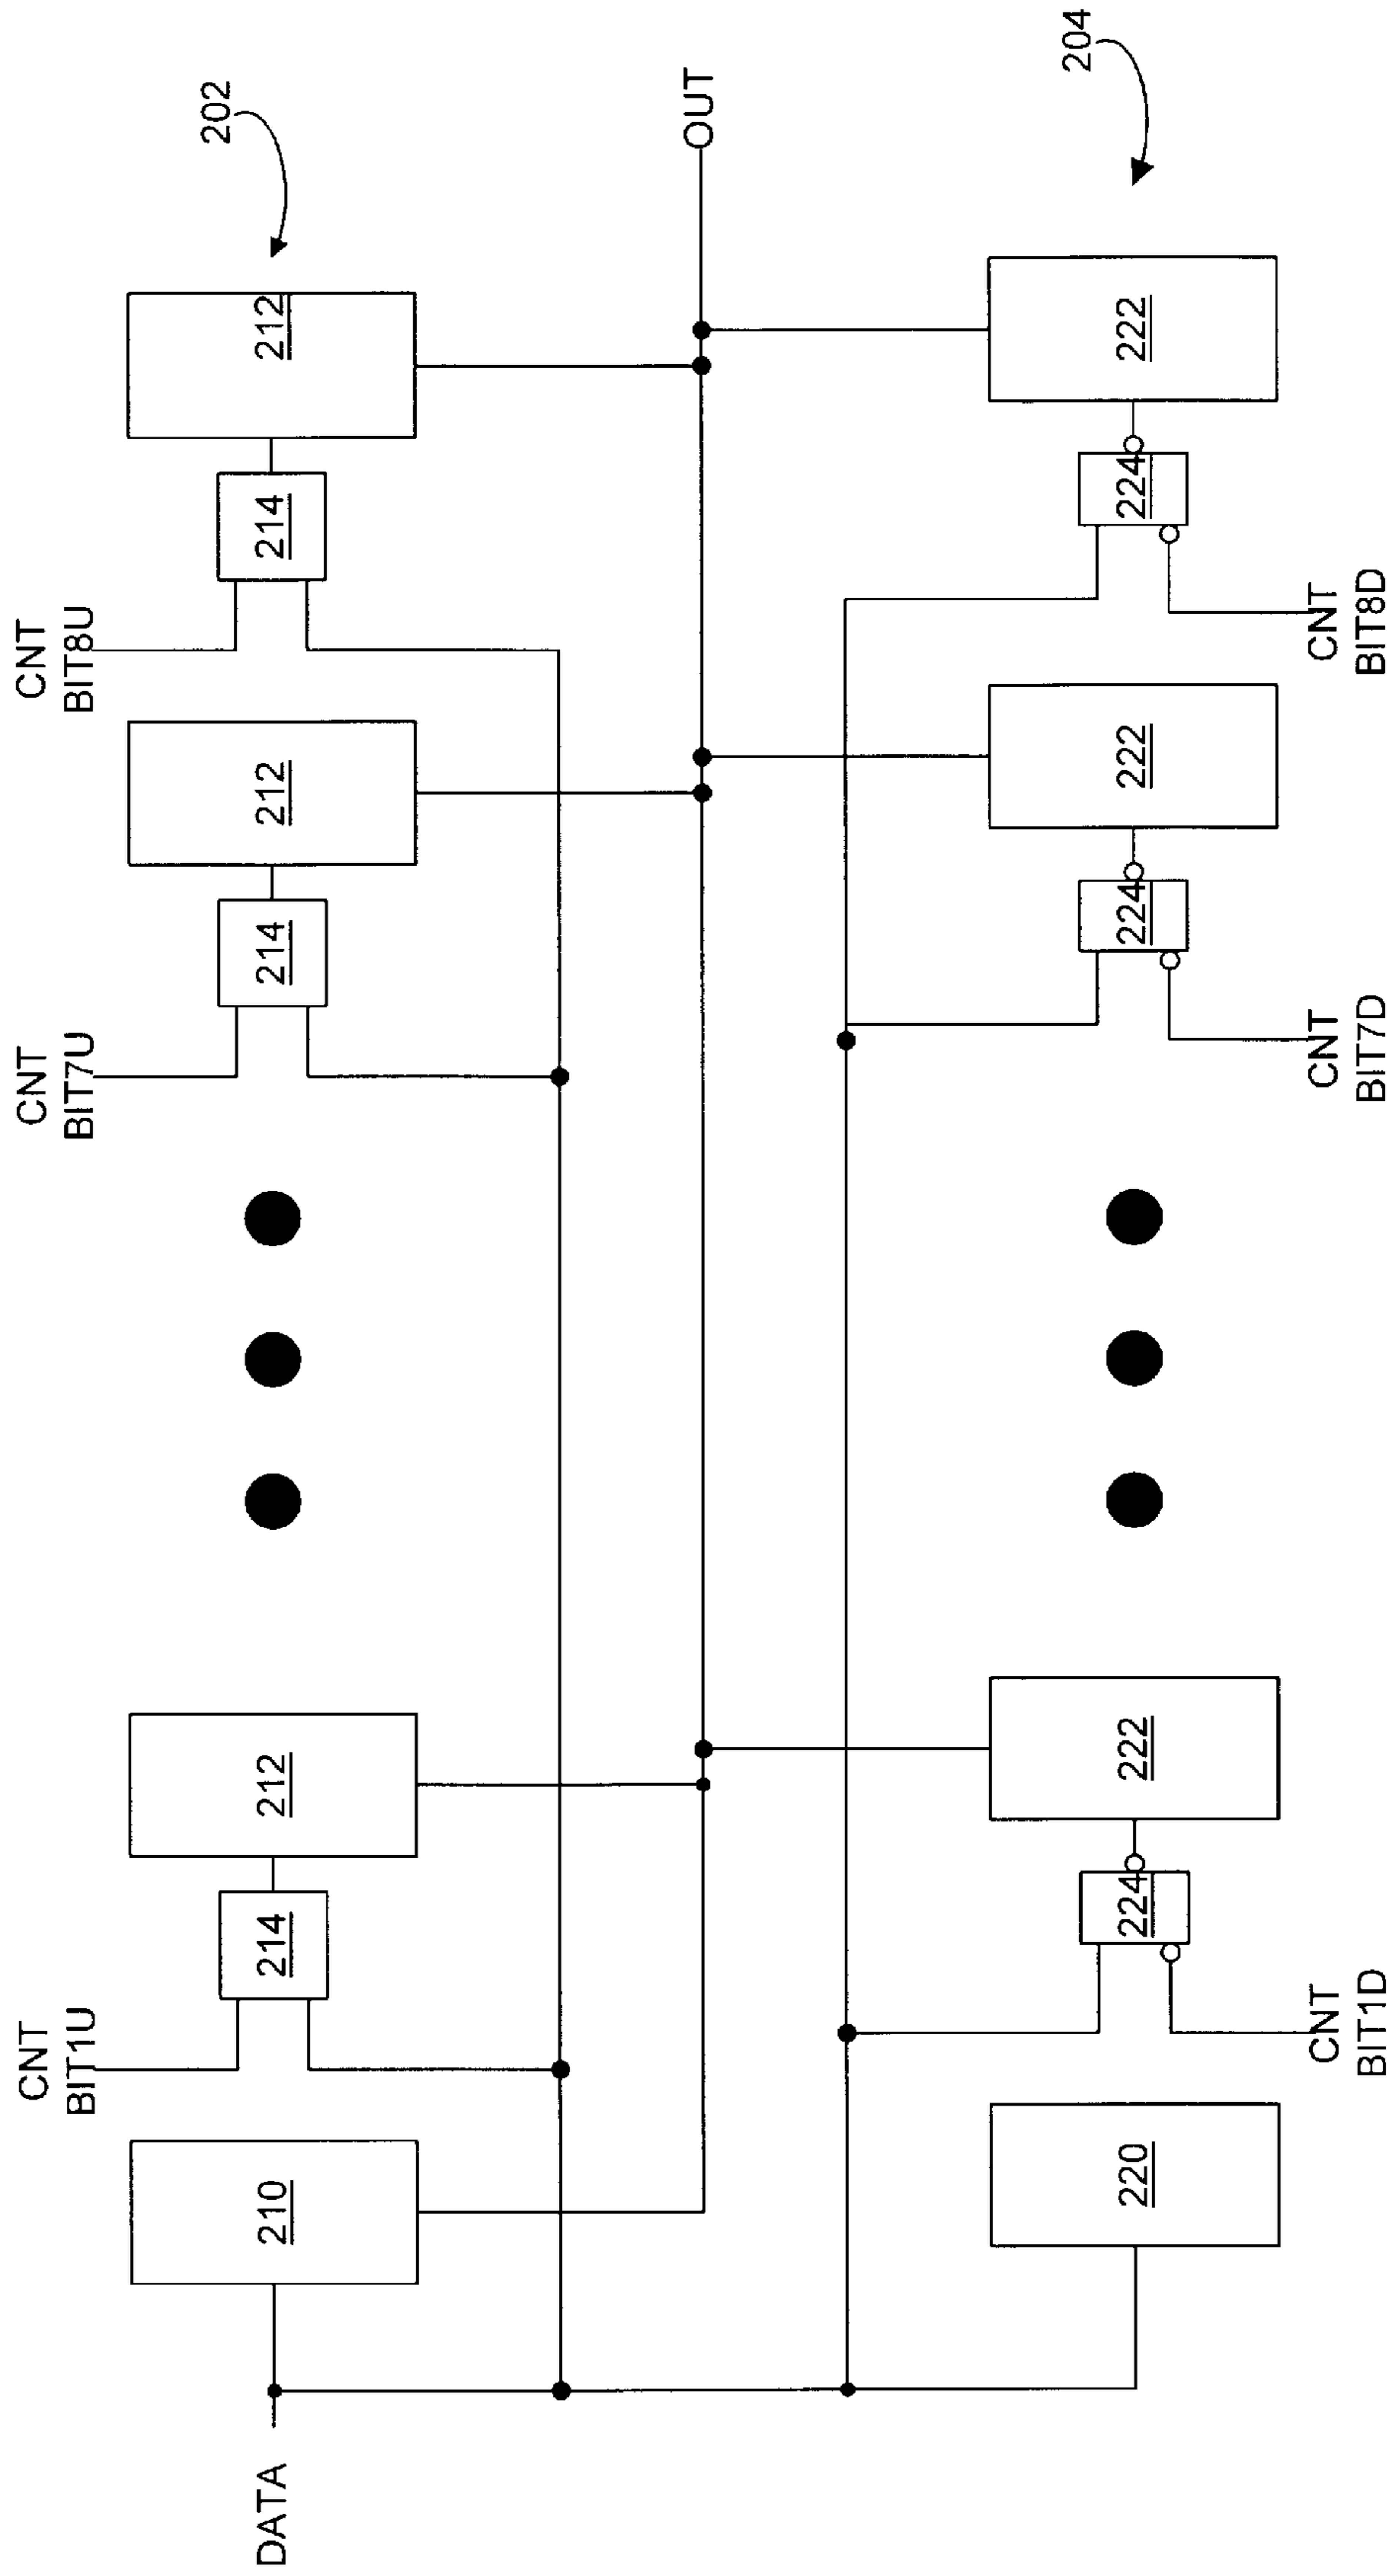 CNT
BIT1U
CNT
BIT7U
CNT
BIT8U
202
210
214
212
214
212
214
212
DATA
OUT
204
220
224
222
224
222
224
222
CNT
BIT1D
CNT
BIT7D
CNT
BIT8D